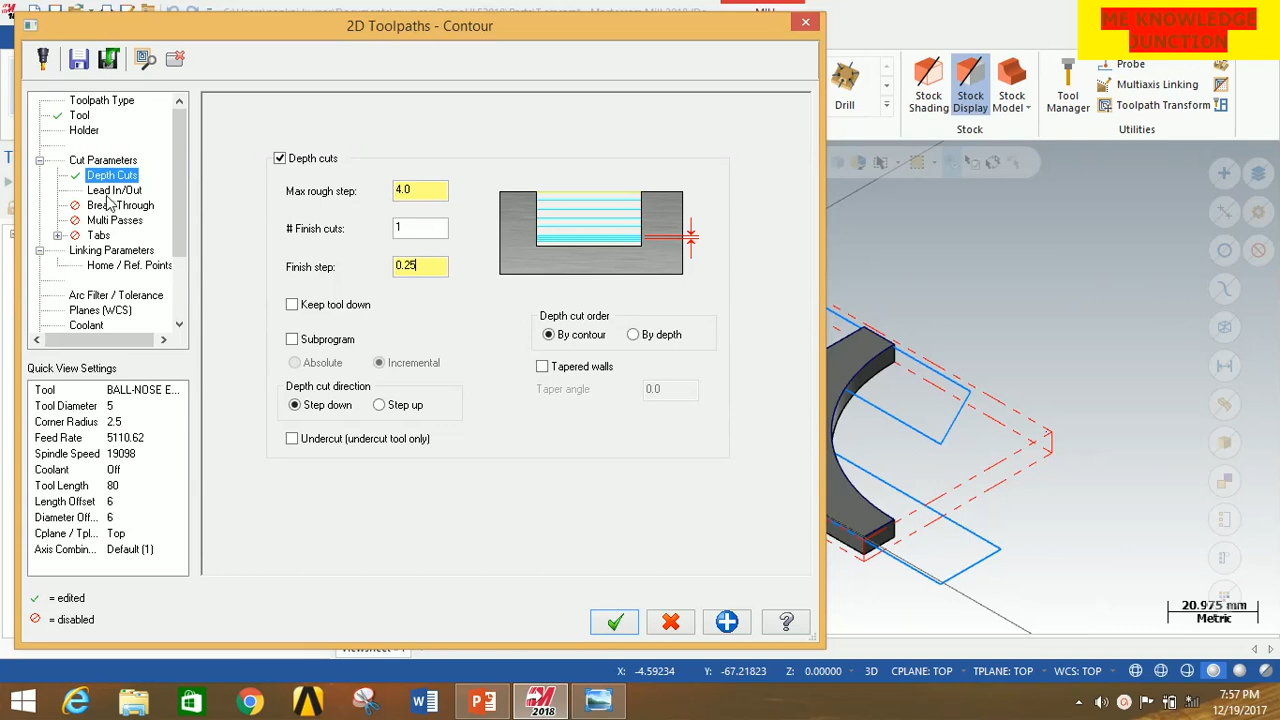 2D Toolpaths - Contour
ME KNOWLEDGE
JUNCTION
Toolpath Type
Tool
Holder
Cut Parameters
Depth Cuts
Lead In/Out
Multi Passes
Tabs
Linking Parameters
Home / Ref. Points
Arc Filter / Tolerance
Planes (WCS)
Coolant
Quick View Settings
Tool BALL-NOSE E...
Tool Diameter 5
Corner Radius 2.5
Feed Rate 5110.62
Spindle Speed 19098
Coolant Off
Tool Length 80
Length Offset 6
Diameter Of... 6
Cplane / Tpl... Top
Axis Combin... Default (1)
= edited
= disabled
Depth cuts
Max rough step: 4.0
# Finish cuts: 1
Finish step: 0.25
Keep tool down
Subprogram
Absolute Incremental
Depth cut direction
Step down Step up
Undercut (undercut tool only)
Depth cut order
By contour By depth
Tapered walls
Taper angle 0.0
Drill
Stock
Shading
Stock
Display
Stock
Model
Stock
Tool
Manager
Probe
Multiaxis Linking
Toolpath Transform
Utilities
20.975 mm
Metric
X: -4.59234 Y: -67.21823 Z: 0.00000 3D CPLANE: TOP TPLANE: TOP WCS: TOP
2018
7:57 PM
12/19/2017